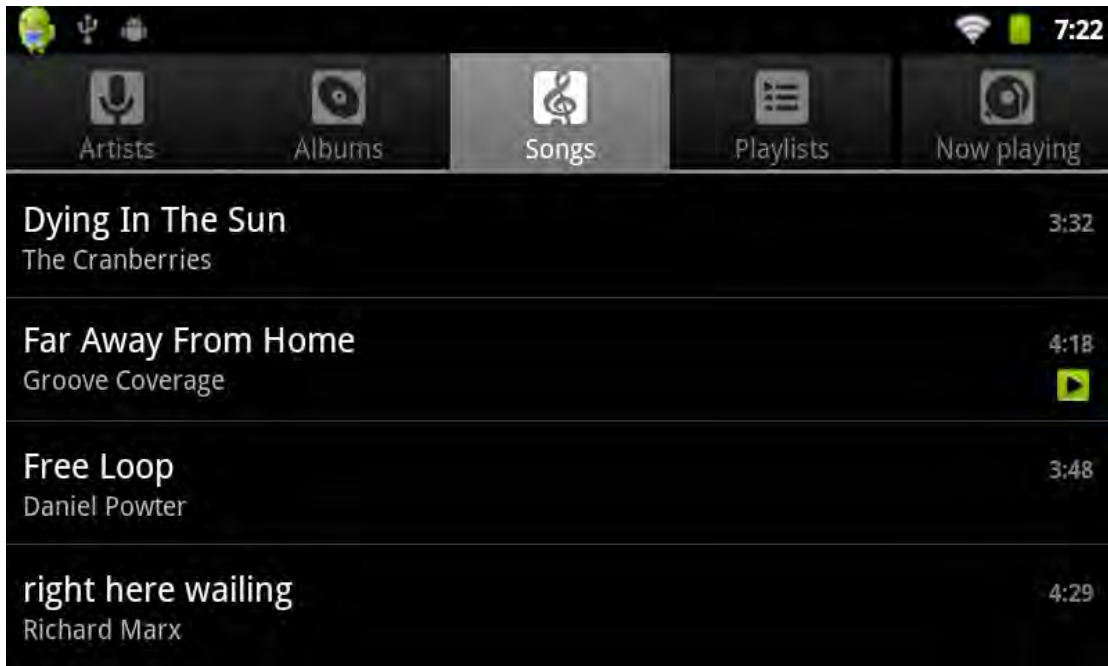 7:22
Artists Albums Songs Playlists Now playing
Dying In The Sun 3:32
The Cranberries
Far Away From Home 4:18
Groove Coverage
Free Loop 3:48
Daniel Powter
right here wailing 4:29
Richard Marx